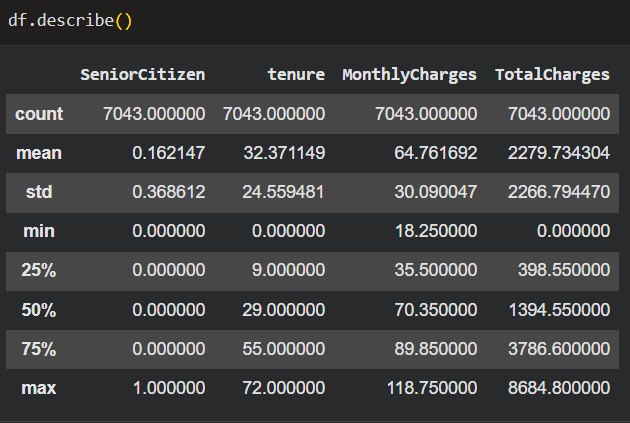 df.describe()
SeniorCitizen tenure MonthlyCharges TotalCharges
count 7043.000000 7043.000000 7043.000000 7043.000000
mean 0.162147 32.371149 64.761692 2279.734304
std 0.368612 24.559481 30.090047 2266.794470
min 0.000000 0.000000 18.250000 0.000000
25% 0.000000 9.000000 35.500000 398.550000
50% 0.000000 29.000000 70.350000 1394.550000
75% 0.000000 55.000000 89.850000 3786.600000
max 1.000000 72.000000 118.750000 8684.800000